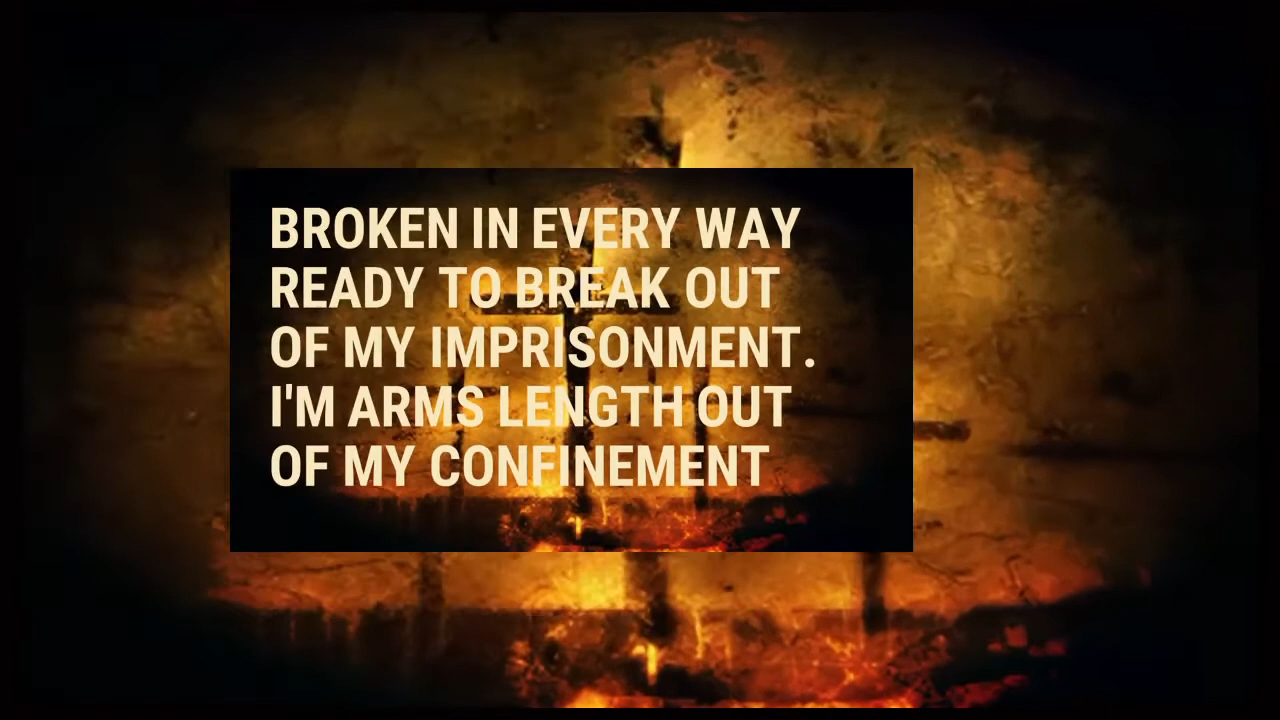 BROKEN IN EVERY WAY
READY TO BREAK OUT
OF MY IMPRISONMENT.
I'M ARMS LENGTH OUT
OF MY CONFINEMENT